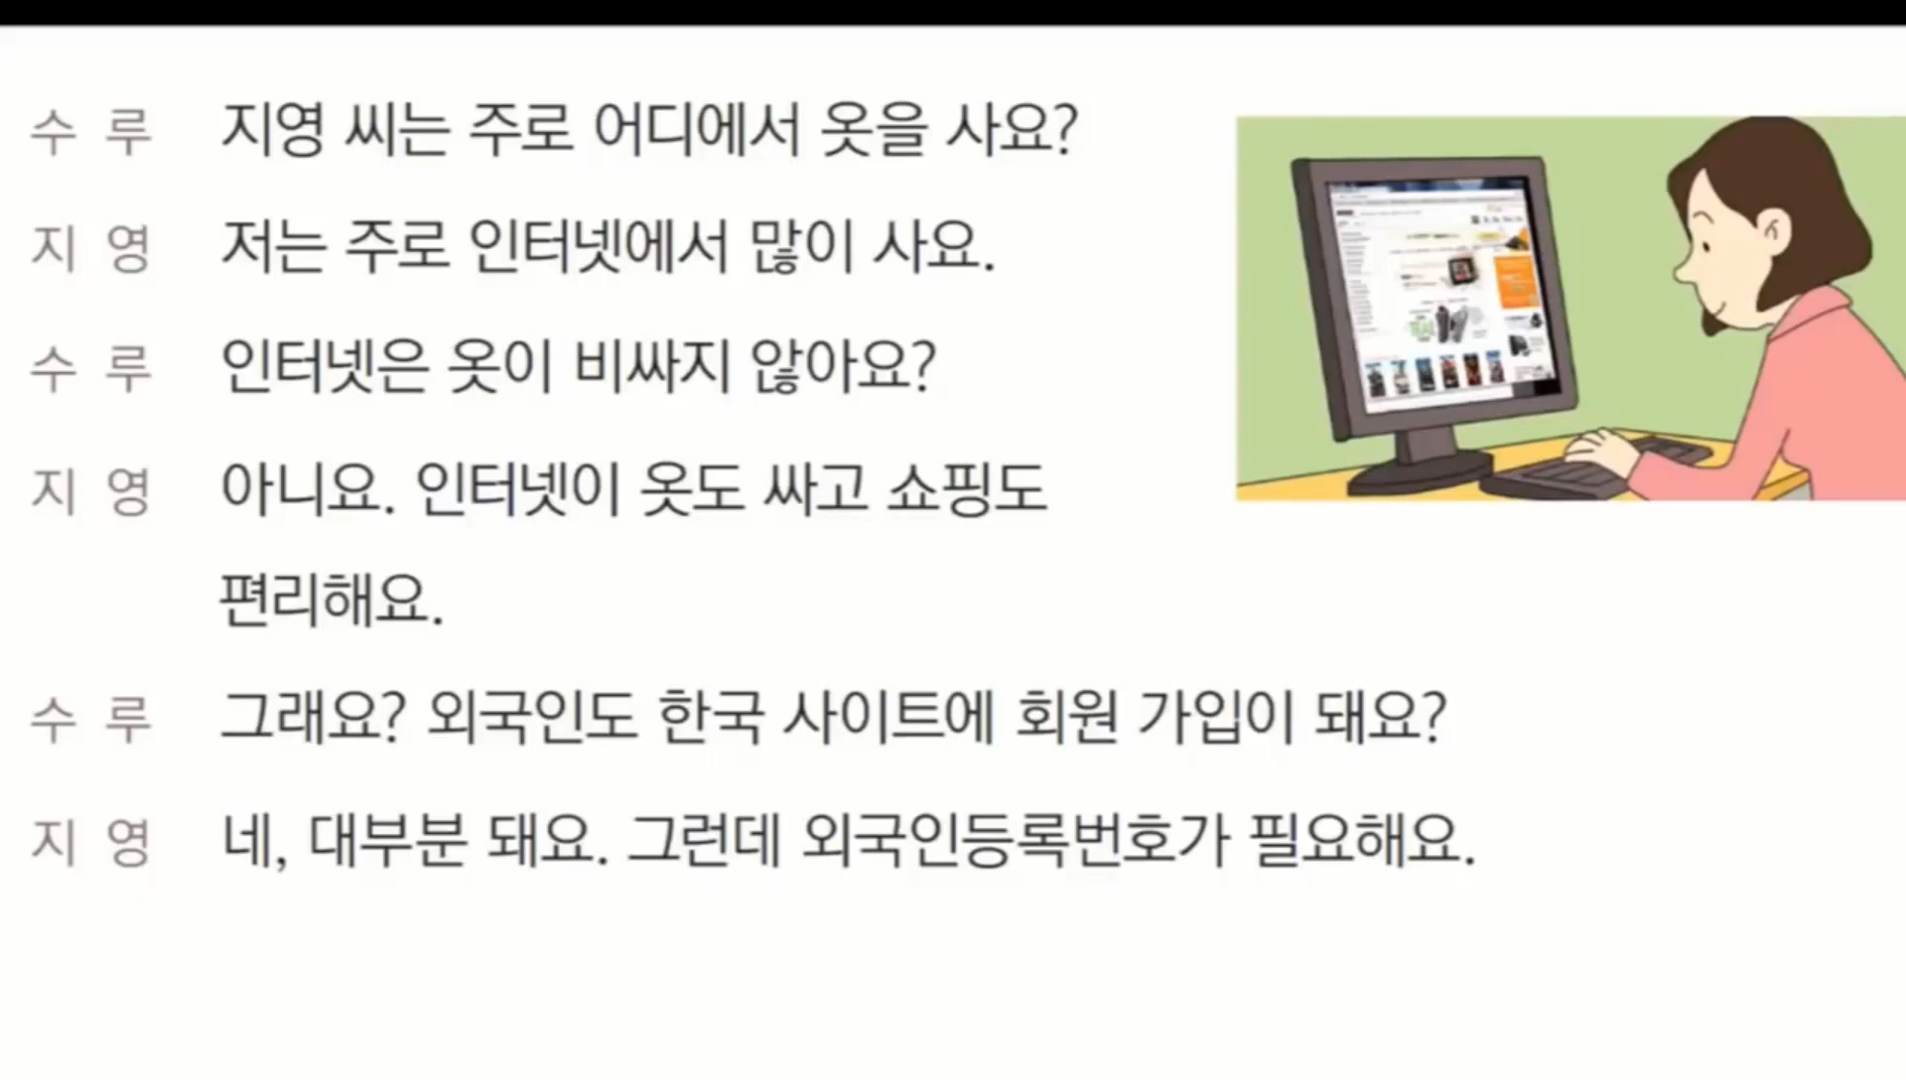 수 루 지영 씨는 주로 어디에서 옷을 사요?
지 영 저는 주로 인터넷에서 많이 사요.
수 루 인터넷은 옷이 비싸지 않아요?
지 영 아니요. 인터넷이 옷도 싸고 쇼핑도
편리해요.
수 루 그래요? 외국인도 한국 사이트에 회원 가입이 돼요?
지 영 네, 대부분 돼요. 그런데 외국인등록번호가 필요해요.